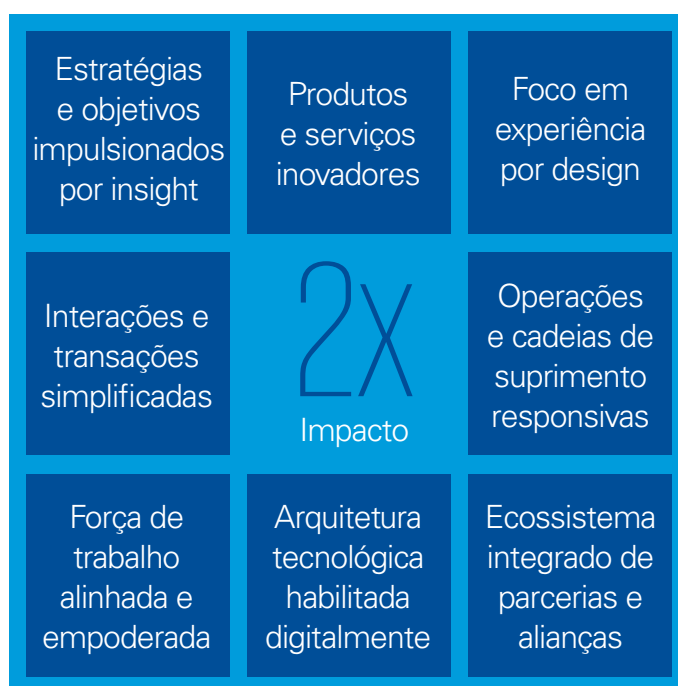 Estratégias
e objetivos
impulsionados
por insight
Produtos
e serviços
inovadores
Foco em
experiência
por design
Interações e
transações
simplificadas
2X
Impacto
Operações
e cadeias de
suprimento
responsivas
Força de
trabalho
alinhada e
empoderada
Arquitetura
tecnológica
habilitada
digitalmente
Ecossistema
integrado de
parcerias e
alianças